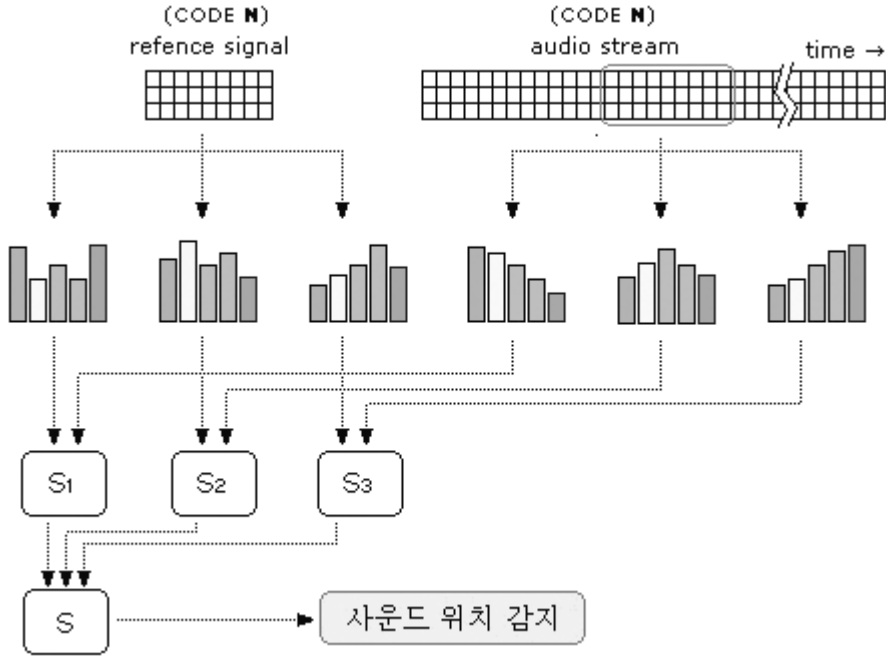 (CODE N)
refence signal
(CODE N)
audio stream
time →
S1
S2
S3
S
사운드 위치 감지